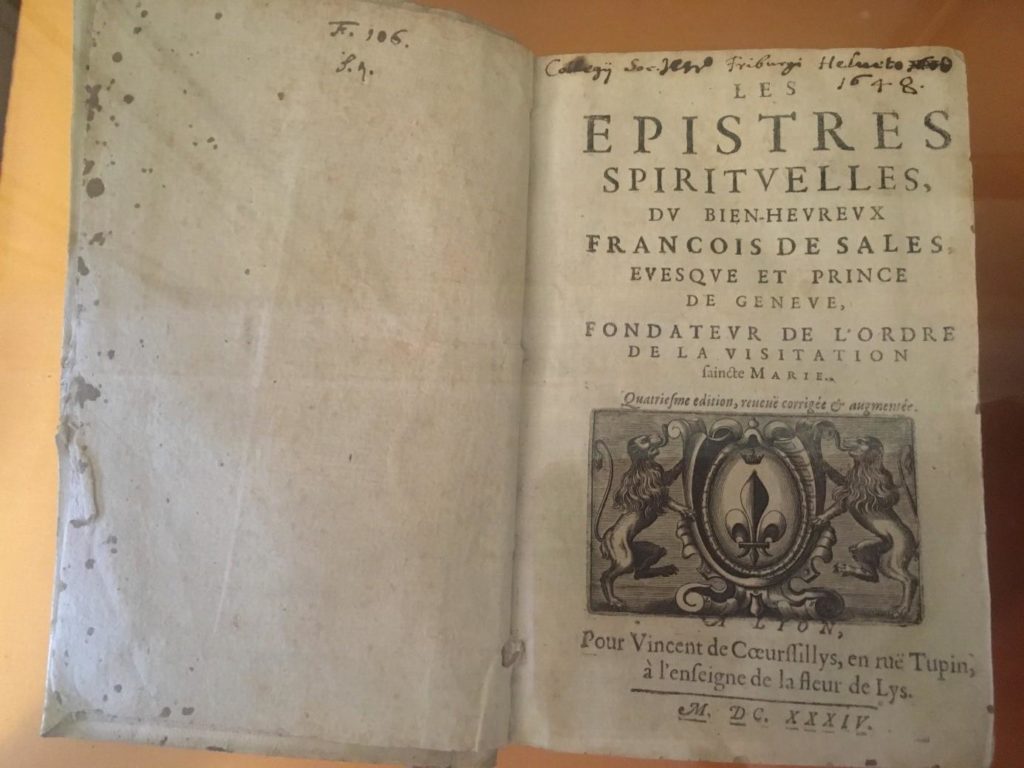 F. 106.
Collegij Societ. Friburgi Helvet.
1648.
LES
EPISTRES
SPIRITVELLES,
DV BIEN-HEVREVX
FRANCOIS DE SALES,
EVESQVE ET PRINCE
DE GENEVE,
FONDATEVR DE L'ORDRE
DE LA VISITATION
saincte MARIE.
Quatriesme edition, reueuë corrigée & augmentée.
A LYON,
Pour Vincent de Cœurssillys, en ruë Tupin,
à l'enseigne de la fleur de Lys.
M. DC. XXXIV.